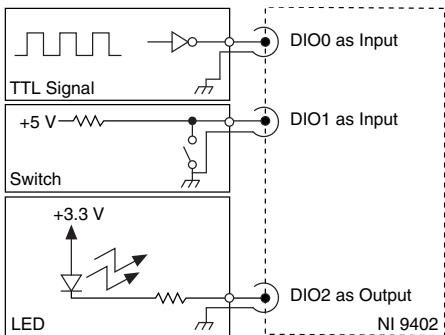 DIO0 as Input
TTL Signal
+5 V
DIO1 as Input
Switch
+3.3 V
DIO2 as Output
LED
NI 9402